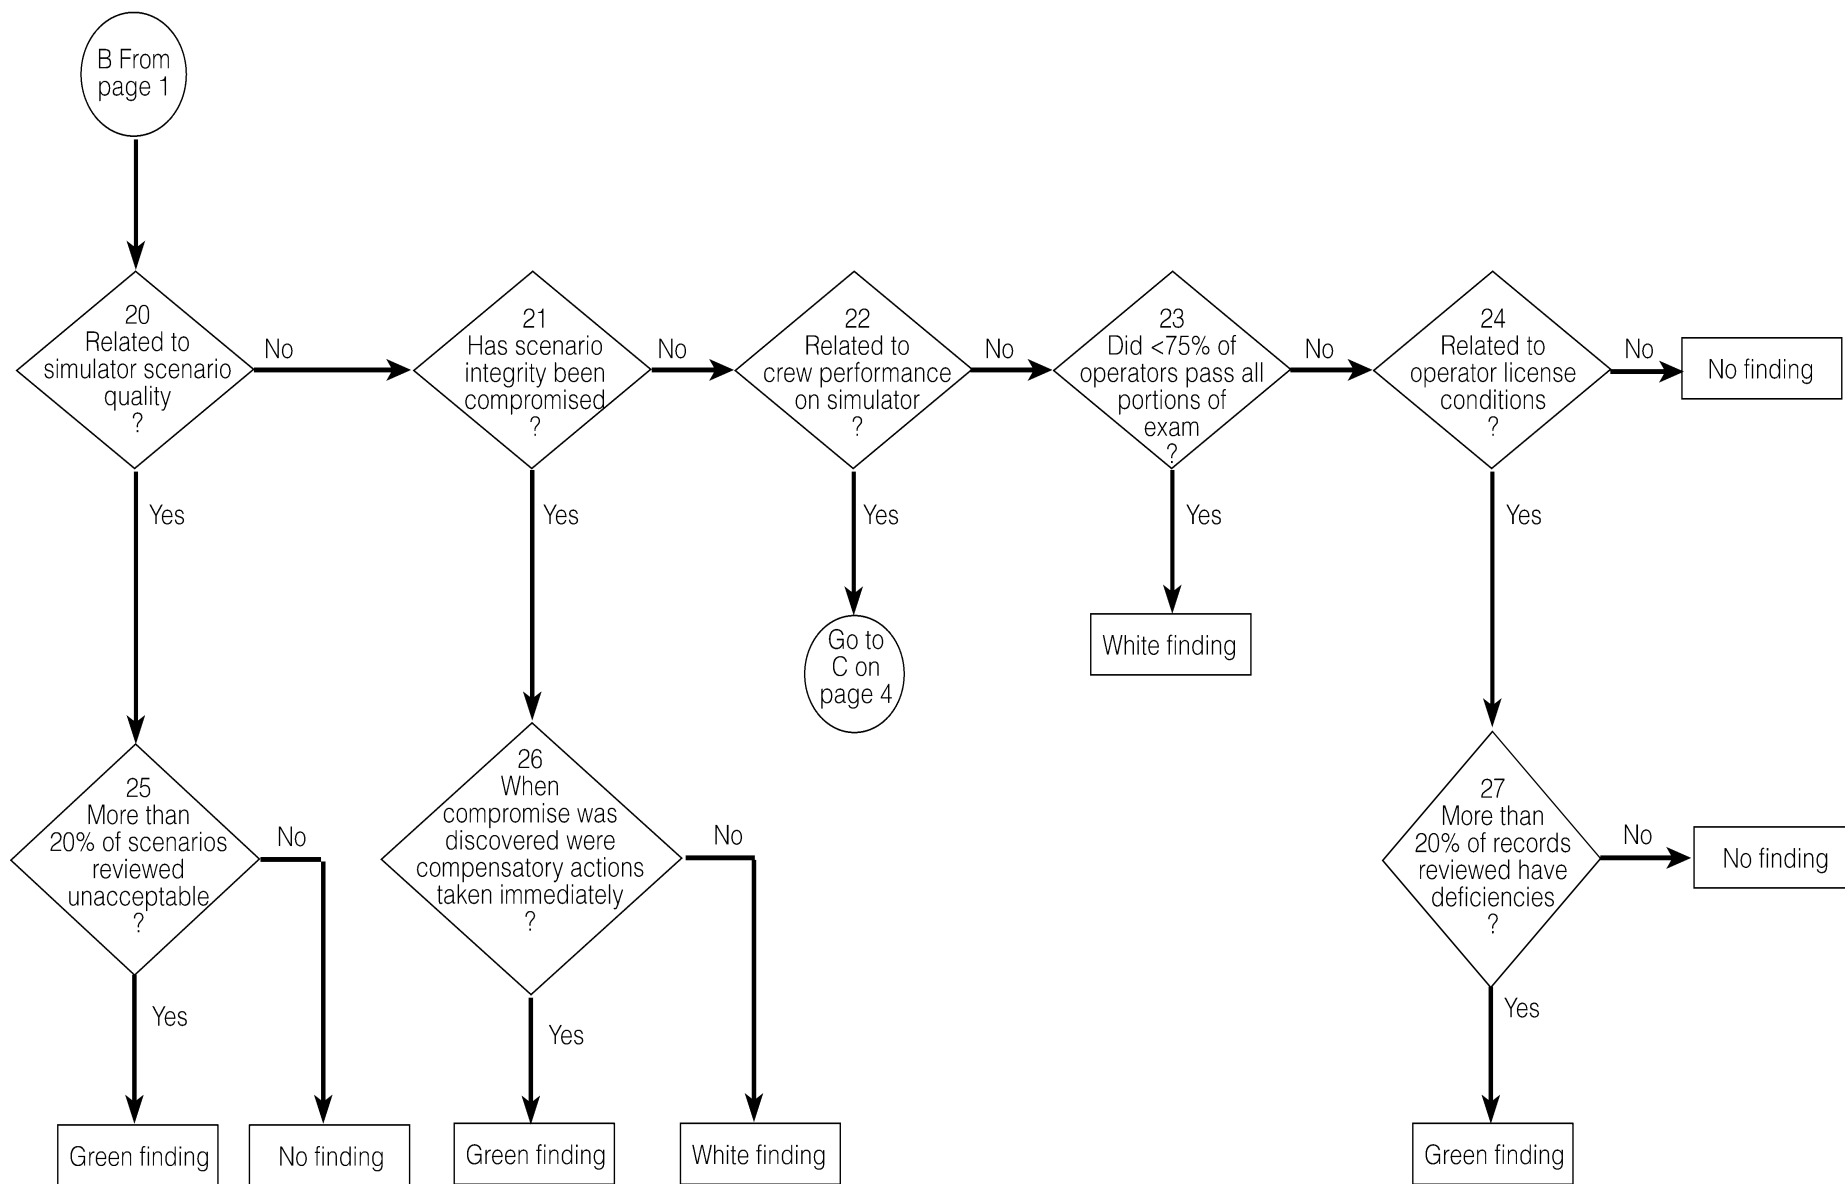 B From
page 1
20
Related to
simulator scenario
quality
?
No
21
Has scenario
integrity been
compromised
?
No
22
Related to
crew performance
on simulator
?
No
23
Did <75% of
operators pass all
portions of
exam
?
No
24
Related to
operator license
conditions
?
No
No finding
Yes
Yes
Yes
Yes
Yes
Go to
C on
page 4
White finding
25
More than
20% of scenarios
reviewed
unacceptable
?
No
26
When
compromise was
discovered were
compensatory actions
taken immediately
?
No
27
More than
20% of records
reviewed have
deficiencies
?
No
No finding
Yes
Yes
Yes
Green finding
No finding
Green finding
White finding
Green finding